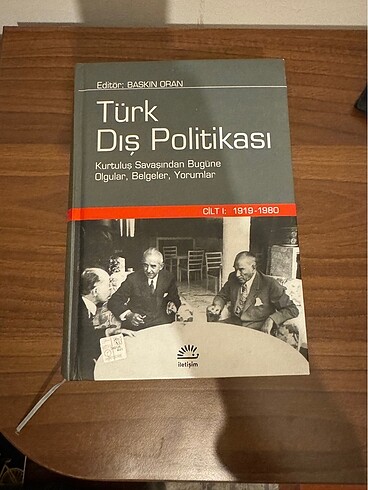 Editör: BASKIN ORAN
Türk
Dış Politikası
Kurtuluş Savaşından Bugüne
Olgular, Belgeler, Yorumlar
CİLT I: 1919-1980
iletişim